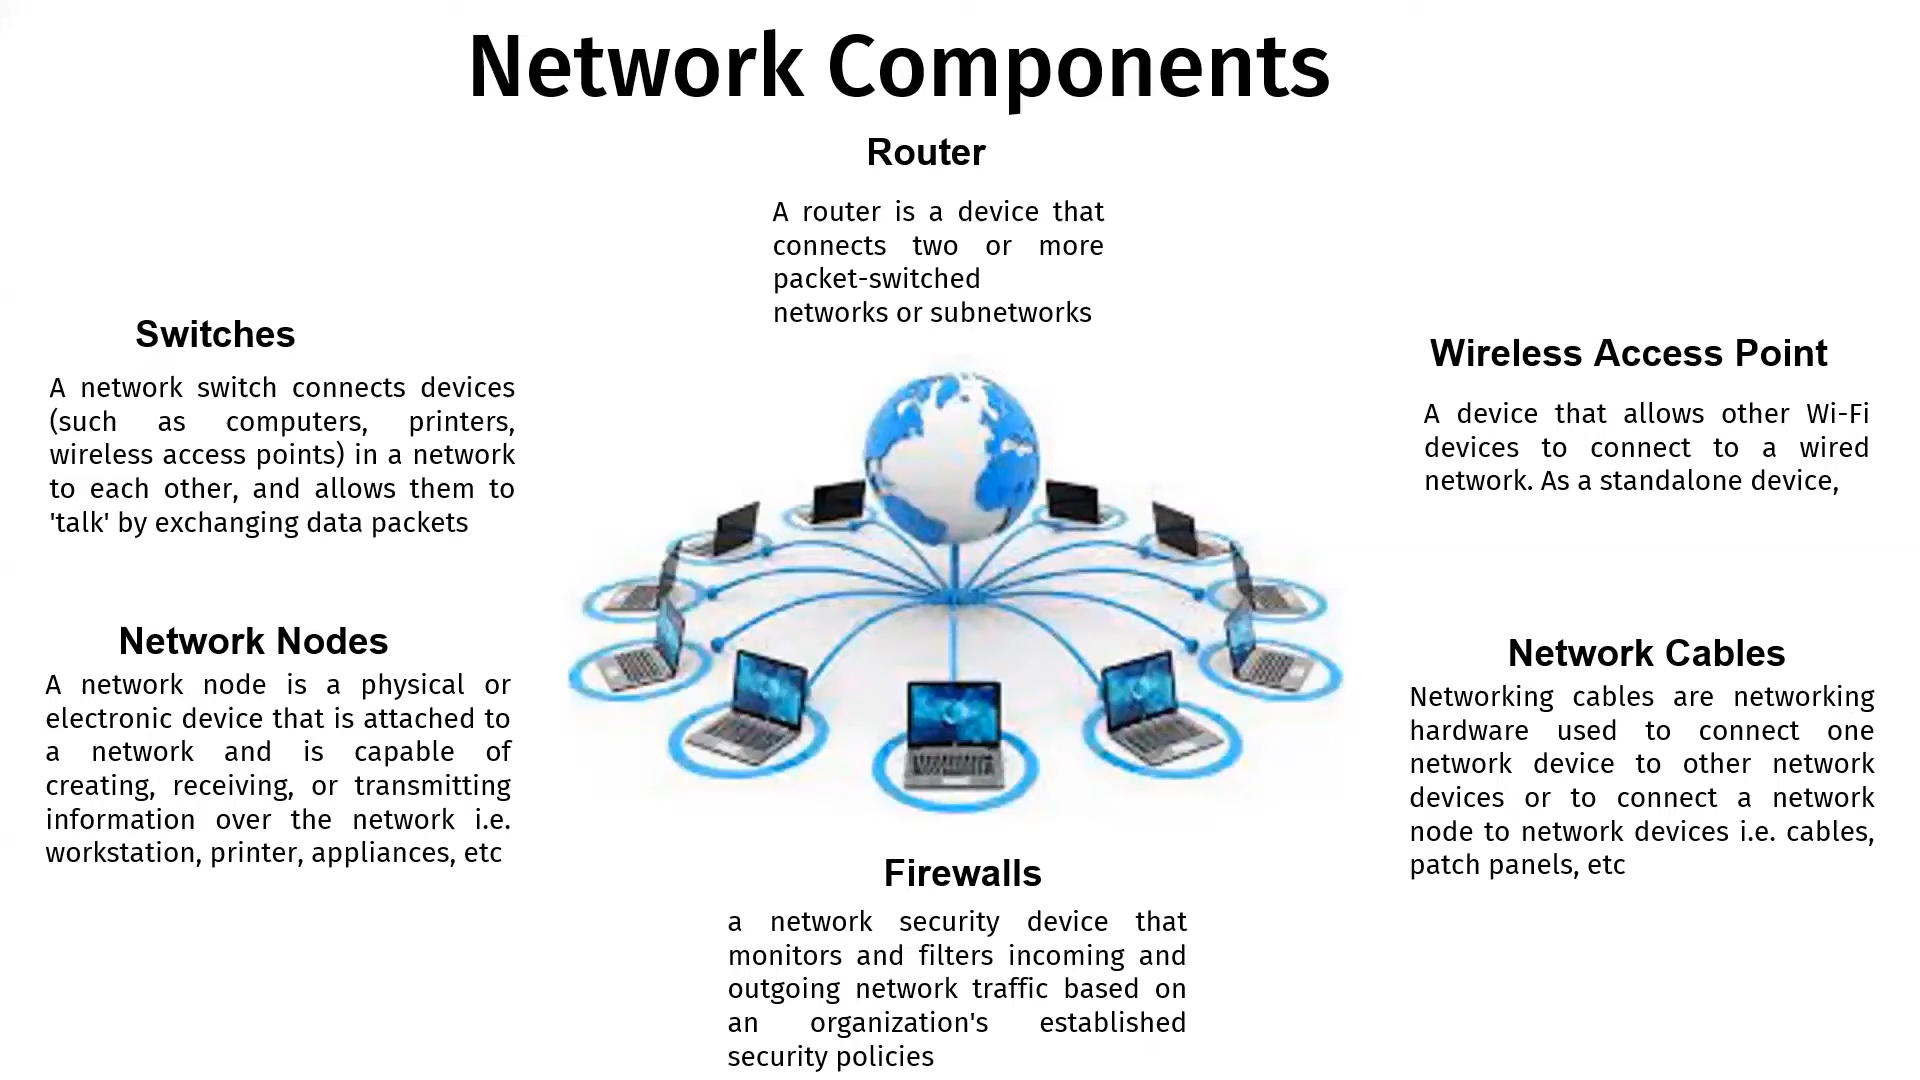 Network Components
Router
A router is a device that
connects two or more
packet-switched
networks or subnetworks
Switches
A network switch connects devices
(such as computers, printers,
wireless access points) in a network
to each other, and allows them to
'talk' by exchanging data packets
Wireless Access Point
A device that allows other Wi-Fi
devices to connect to a wired
network. As a standalone device,
Network Nodes
A network node is a physical or
electronic device that is attached to
a network and is capable of
creating, receiving, or transmitting
information over the network i.e.
workstation, printer, appliances, etc
Network Cables
Networking cables are networking
hardware used to connect one
network device to other network
devices or to connect a network
node to network devices i.e. cables,
patch panels, etc
Firewalls
a network security device that
monitors and filters incoming and
outgoing network traffic based on
an organization's established
security policies